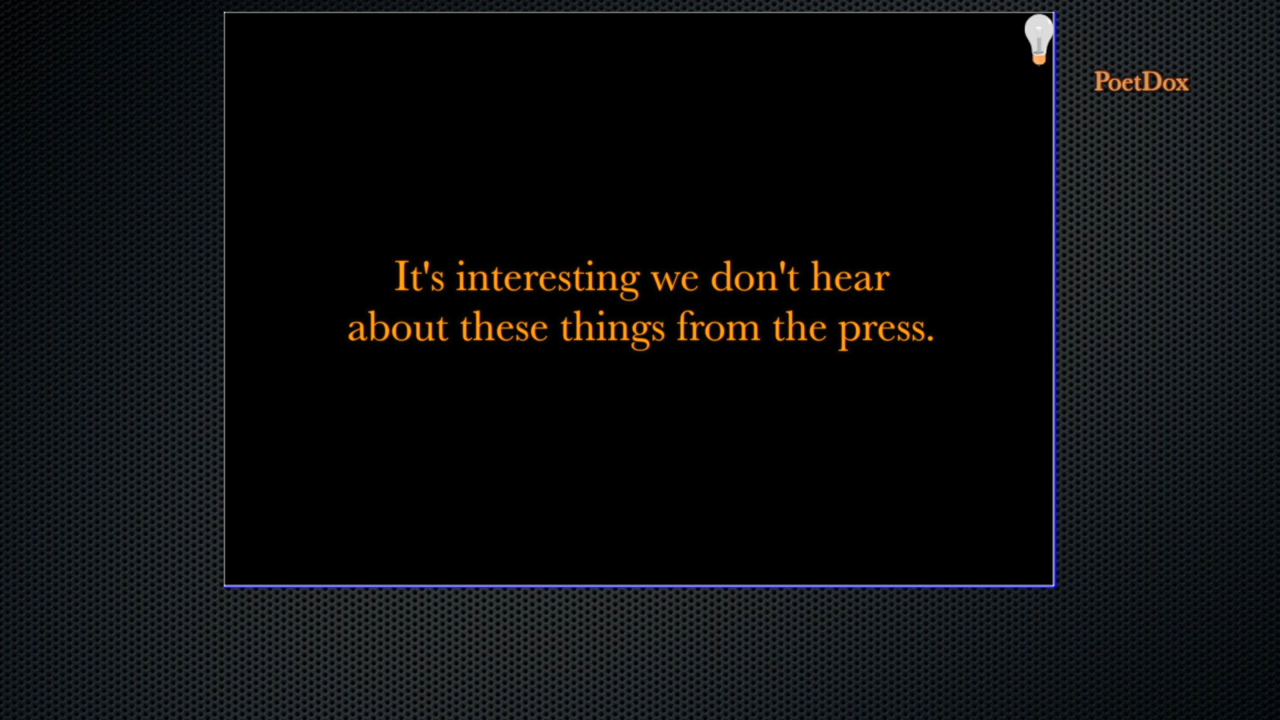 PoetDox
It's interesting we don't hear
about these things from the press.